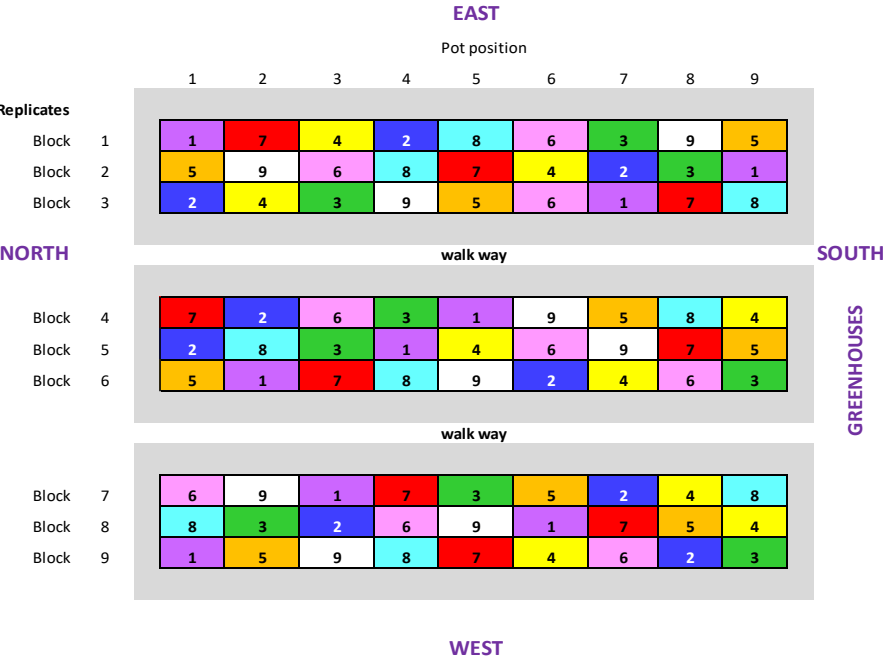 EAST
Pot position
1 2 3 4 5 6 7 8 9
Replicates
Block 1 1 7 4 2 8 6 3 9 5
Block 2 5 9 6 8 7 4 2 3 1
Block 3 2 4 3 9 5 6 1 7 8
NORTH walk way SOUTH
Block 4 7 2 6 3 1 9 5 8 4
Block 5 2 8 3 1 4 6 9 7 5
Block 6 5 1 7 8 9 2 4 6 3
GREENHOUSES
walk way
Block 7 6 9 1 7 3 5 2 4 8
Block 8 8 3 2 6 9 1 7 5 4
Block 9 1 5 9 8 7 4 6 2 3
WEST